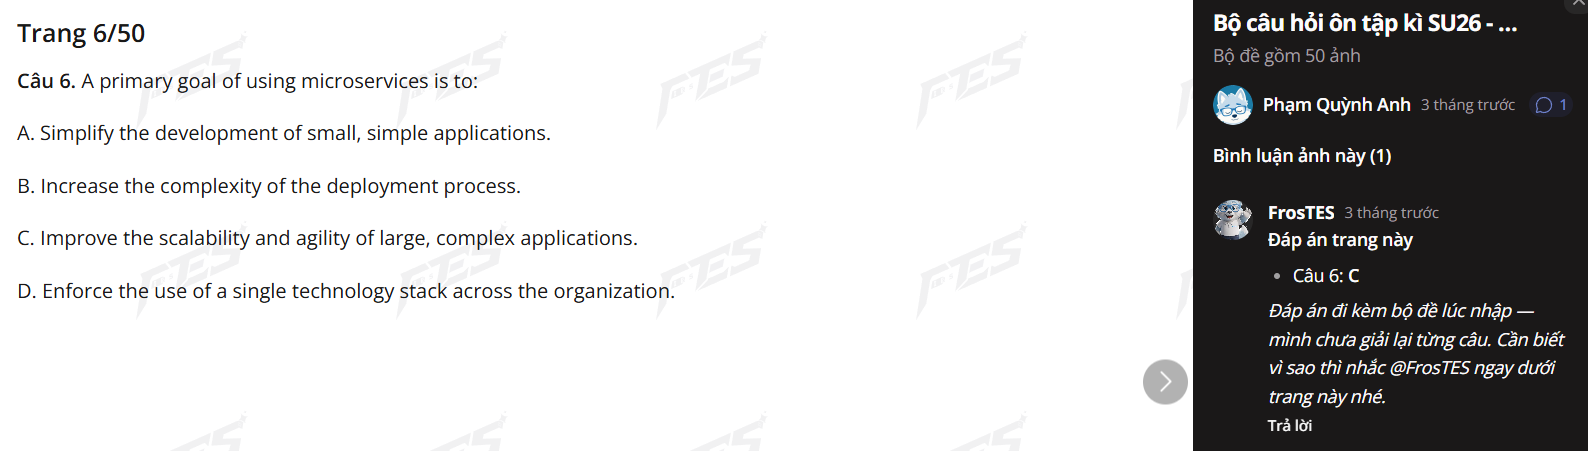 Trang 6/50
Câu 6. A primary goal of using microservices is to:
A. Simplify the development of small, simple applications.
B. Increase the complexity of the deployment process.
C. Improve the scalability and agility of large, complex applications.
D. Enforce the use of a single technology stack across the organization.
Bộ câu hỏi ôn tập kì SU26 - ...
Bộ đề gồm 50 ảnh
Phạm Quỳnh Anh 3 tháng trước 1
Bình luận ảnh này (1)
FrosTES 3 tháng trước
Đáp án trang này
• Câu 6: C
Đáp án đi kèm bộ đề lúc nhập —
mình chưa giải lại từng câu. Cần biết
vì sao thì nhắc @FrosTES ngay dưới
trang này nhé.
Trả lời